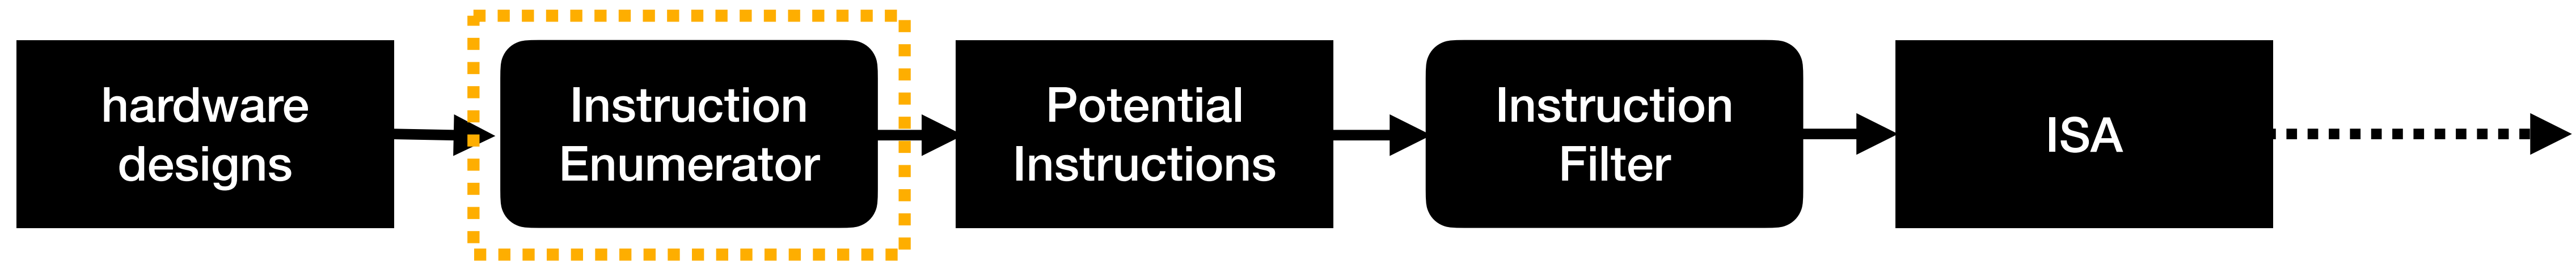 hardware
designs
Instruction
Enumerator
Potential
Instructions
Instruction
Filter
ISA